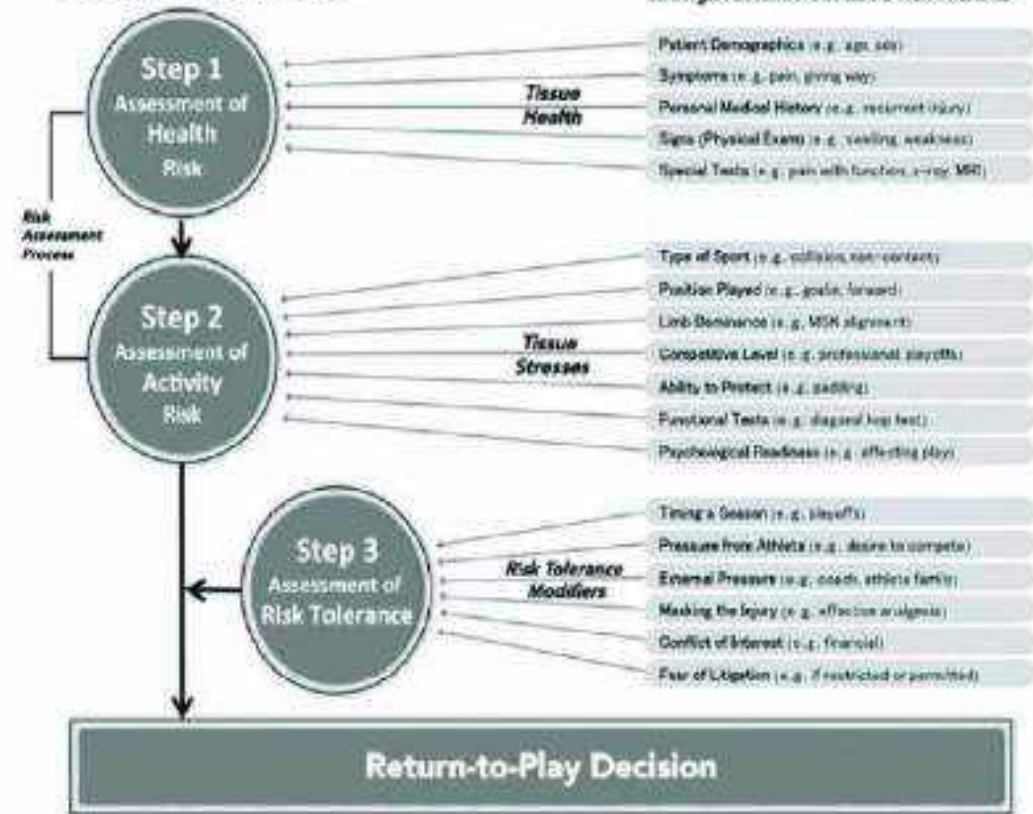 Step 1
Assessment of
Health
Risk
Tissue
Health
Patient Demographics (e.g. age, sex)
Symptoms (e.g. pain, giving way)
Personal Medical History (e.g. recurrent injury)
Signs (Physical Exam) (e.g. swelling, weakness)
Special Tests (e.g. pain with function, x-ray, MRI)
Risk
Assessment
Process
Step 2
Assessment of
Activity
Risk
Tissue
Stresses
Type of Sport (e.g. collision, non-contact)
Position Played (e.g. goalie, forward)
Limb Dominance (e.g. MSK alignment)
Competitive Level (e.g. professional playoffs)
Ability to Protect (e.g. padding)
Functional Tests (e.g. diagonal hop test)
Psychological Readiness (e.g. affecting play)
Step 3
Assessment of
Risk Tolerance
Risk Tolerance
Modifiers
Timing & Season (e.g. playoffs)
Pressure from Athlete (e.g. desire to compete)
External Pressure (e.g. coach, athlete family)
Masking the Injury (e.g. effective analgesia)
Conflict of Interest (e.g. financial)
Fear of Litigation (e.g. if restricted or permitted)
Return-to-Play Decision